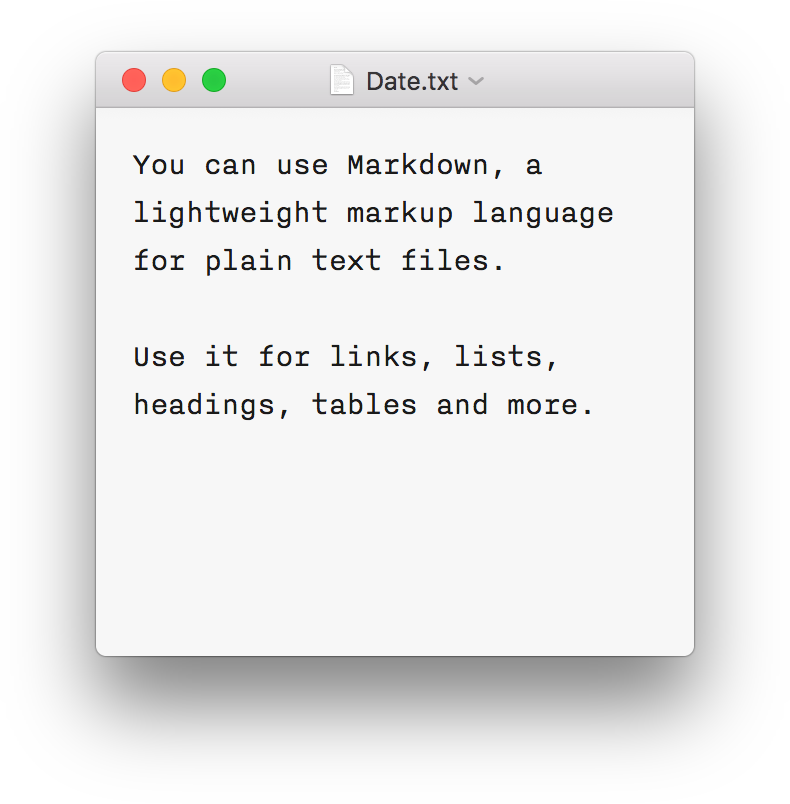 Date.txt
You can use Markdown, a
lightweight markup language
for plain text files.
Use it for links, lists,
headings, tables and more.